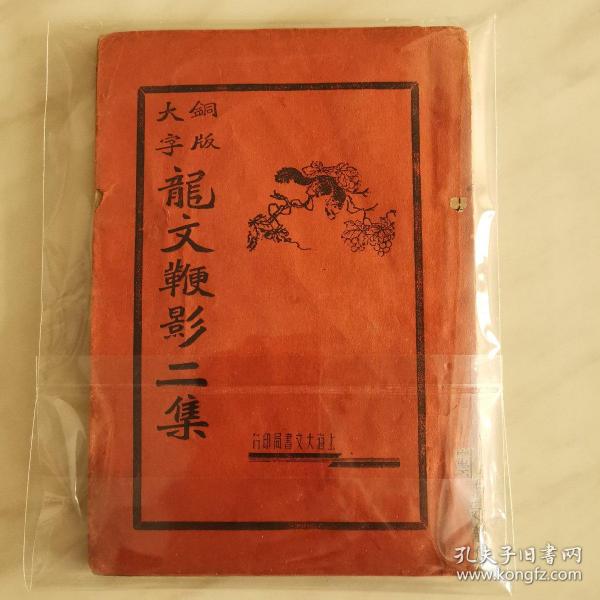 銅版
大字
龍文鞭影二集
上海大文書局印行
孔夫子旧书网
www.kongfz.com